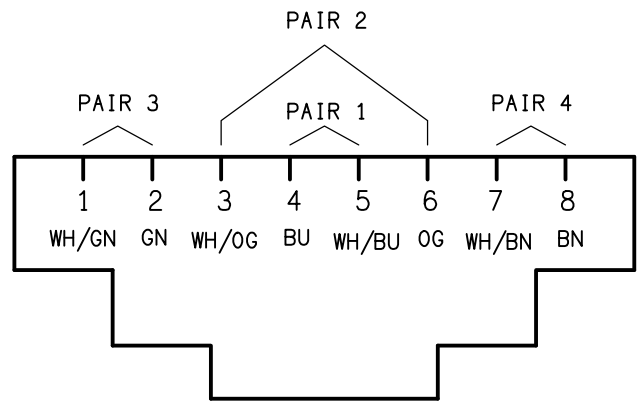 PAIR 2
PAIR 3 PAIR 1 PAIR 4
1 2 3 4 5 6 7 8
WH/GN GN WH/OG BU WH/BU OG WH/BN BN